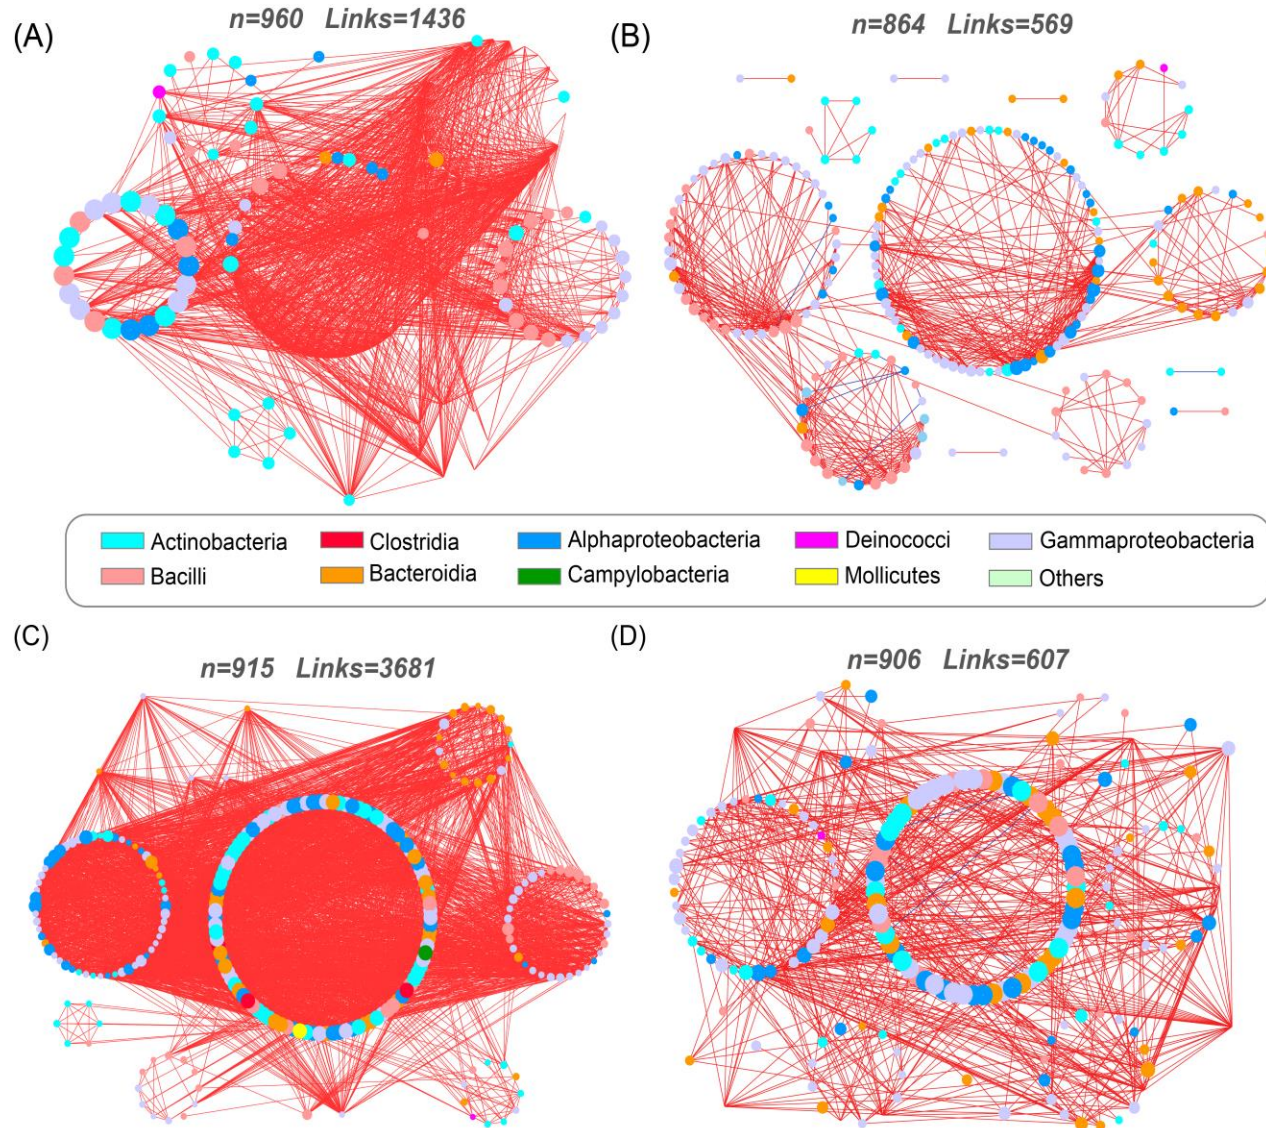 (A)
n=960 Links=1436
(B)
n=864 Links=569
Actinobacteria
Clostridia
Alphaproteobacteria
Deinococci
Gammaproteobacteria
Bacilli
Bacteroidia
Campylobacteria
Mollicutes
Others
(C)
n=915 Links=3681
(D)
n=906 Links=607